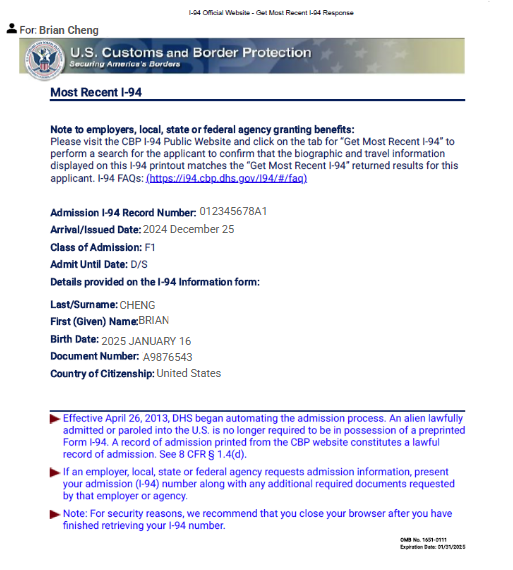 I-94 Official Website - Get Most Recent I-94 Response
For: Brian Cheng
U.S. Customs and Border Protection
Securing America's Borders
Most Recent I-94
Note to employers, local, state or federal agency granting benefits:
Please visit the CBP I-94 Public Website and click on the tab for “Get Most Recent I-94” to
perform a search for the applicant to confirm that the biographic and travel information
displayed on this I-94 printout matches the “Get Most Recent I-94” returned results for this
applicant. I-94 FAQs: (https://i94.cbp.dhs.gov/I94/#/faq)
Admission I-94 Record Number: 012345678A1
Arrival/Issued Date: 2024 December 25
Class of Admission: F1
Admit Until Date: D/S
Details provided on the I-94 Information form:
Last/Surname: CHENG
First (Given) Name:BRIAN
Birth Date: 2025 JANUARY 16
Document Number: A9876543
Country of Citizenship: United States
Effective April 26, 2013, DHS began automating the admission process. An alien lawfully
admitted or paroled into the U.S. is no longer required to be in possession of a preprinted
Form I-94. A record of admission printed from the CBP website constitutes a lawful
record of admission. See 8 CFR § 1.4(d).
If an employer, local, state or federal agency requests admission information, present
your admission (I-94) number along with any additional required documents requested
by that employer or agency.
Note: For security reasons, we recommend that you close your browser after you have
finished retrieving your I-94 number.
OMB No. 1651-0111
Expiration Date: 01/31/2025